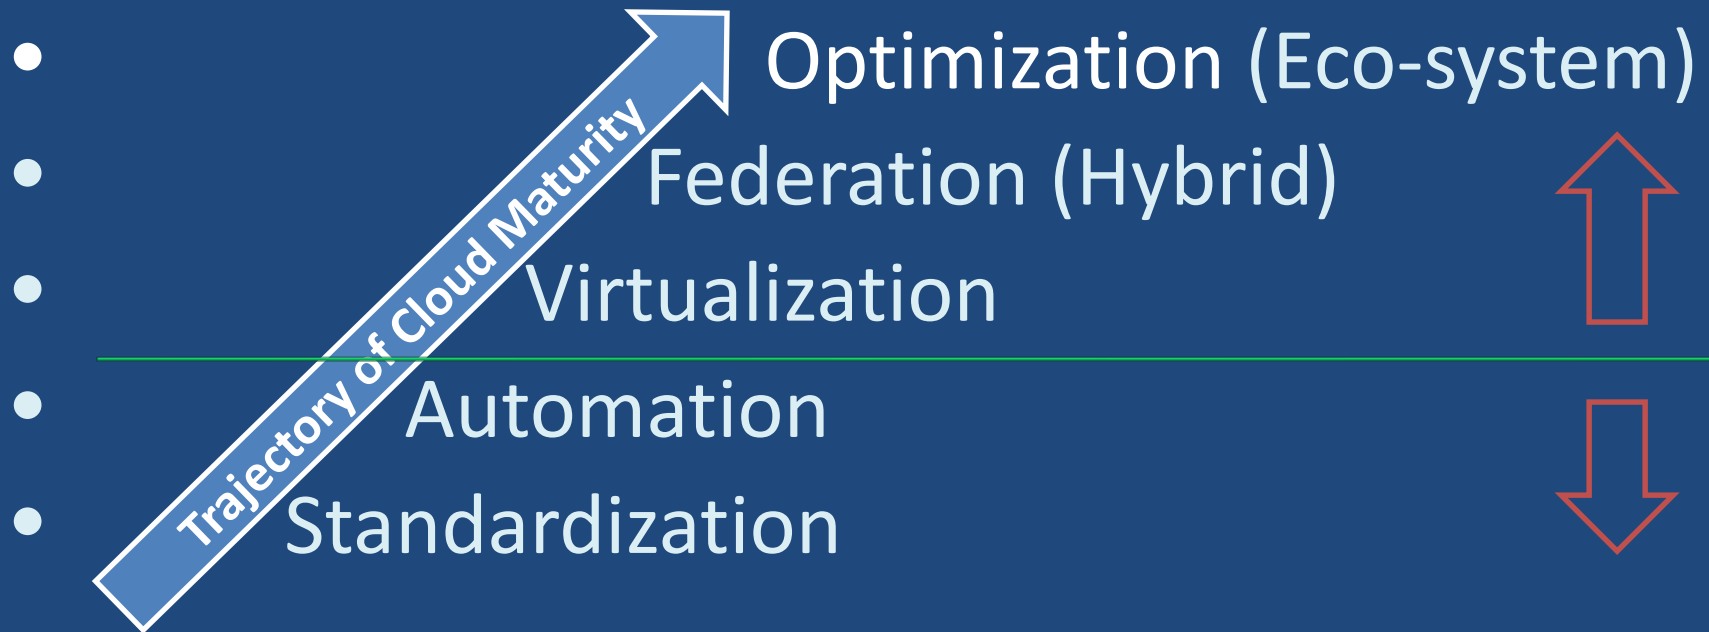 • Optimization (Eco-system)
• Federation (Hybrid)
• Virtualization
• Automation
• Standardization
Trajectory of Cloud Maturity